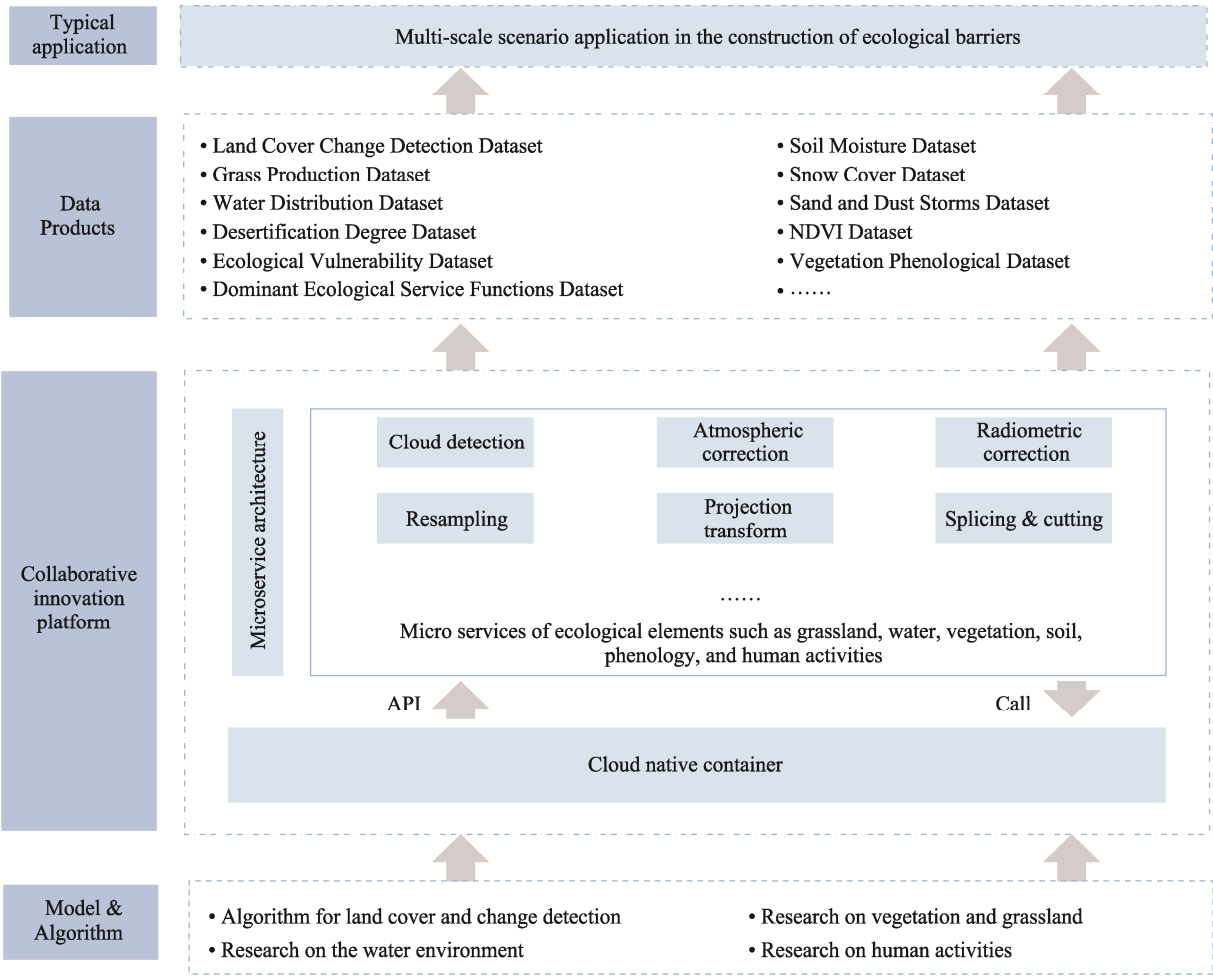 Typical
application
Multi-scale scenario application in the construction of ecological barriers
Data
Products
• Land Cover Change Detection Dataset
• Grass Production Dataset
• Water Distribution Dataset
• Desertification Degree Dataset
• Ecological Vulnerability Dataset
• Dominant Ecological Service Functions Dataset
• Soil Moisture Dataset
• Snow Cover Dataset
• Sand and Dust Storms Dataset
• NDVI Dataset
• Vegetation Phenological Dataset
• ……
Collaborative
innovation
platform
Microservice architecture
Cloud detection
Atmospheric
correction
Radiometric
correction
Resampling
Projection
transform
Splicing & cutting
……
Micro services of ecological elements such as grassland, water, vegetation, soil,
phenology, and human activities
API
Call
Cloud native container
Model &
Algorithm
• Algorithm for land cover and change detection
• Research on the water environment
• Research on vegetation and grassland
• Research on human activities